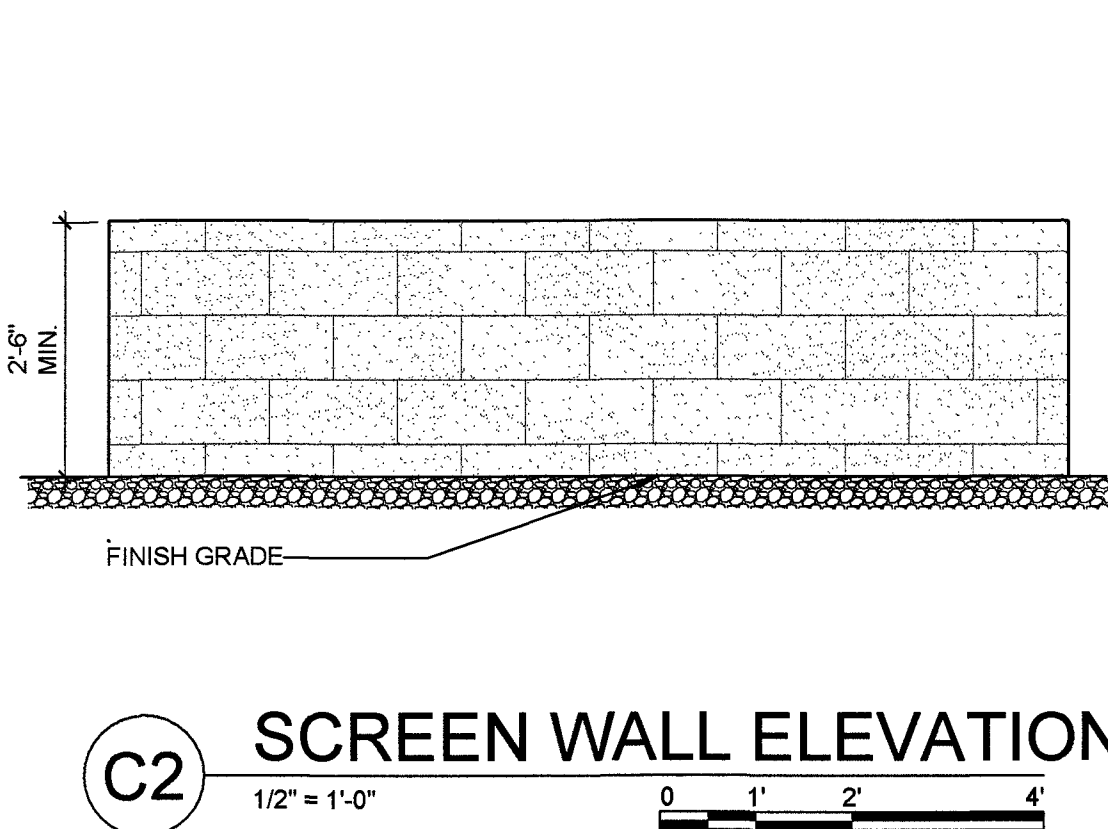 2'-6"
MIN.
FINISH GRADE
C2
SCREEN WALL ELEVATION
1/2" = 1'-0"
0 1' 2' 4'